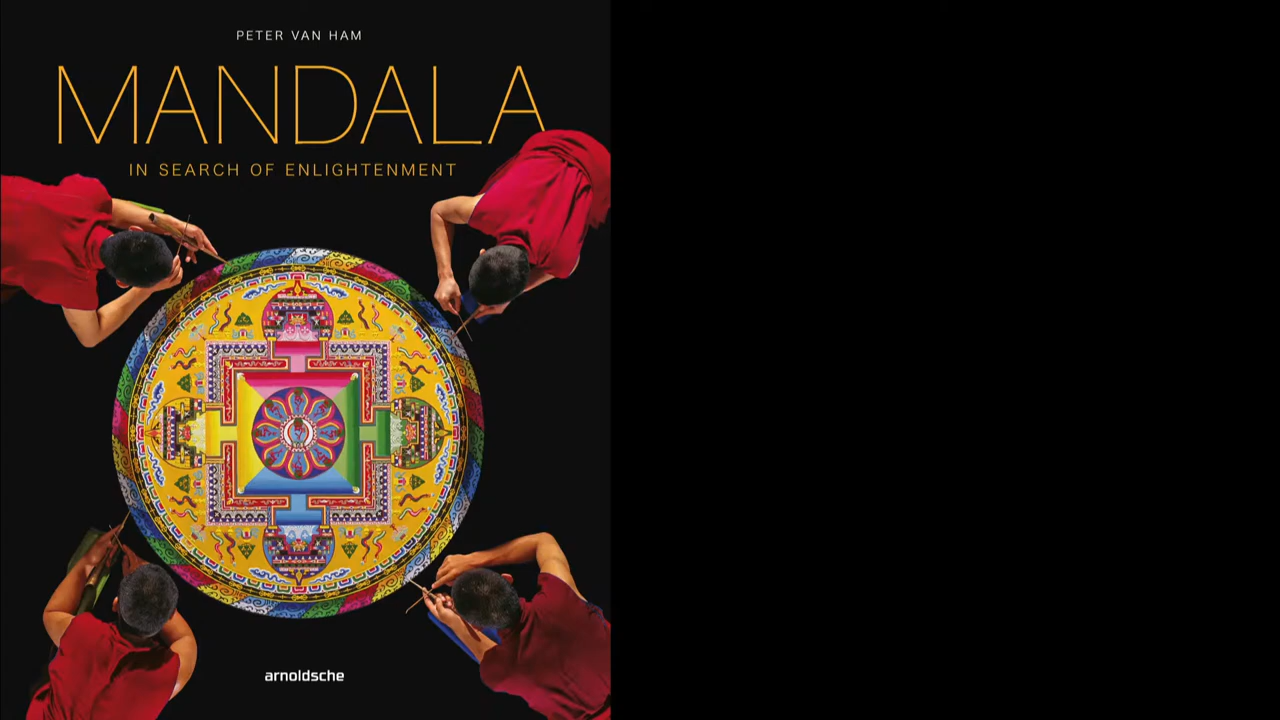 PETER VAN HAM
MANDALA
IN SEARCH OF ENLIGHTENMENT
arnoldsche